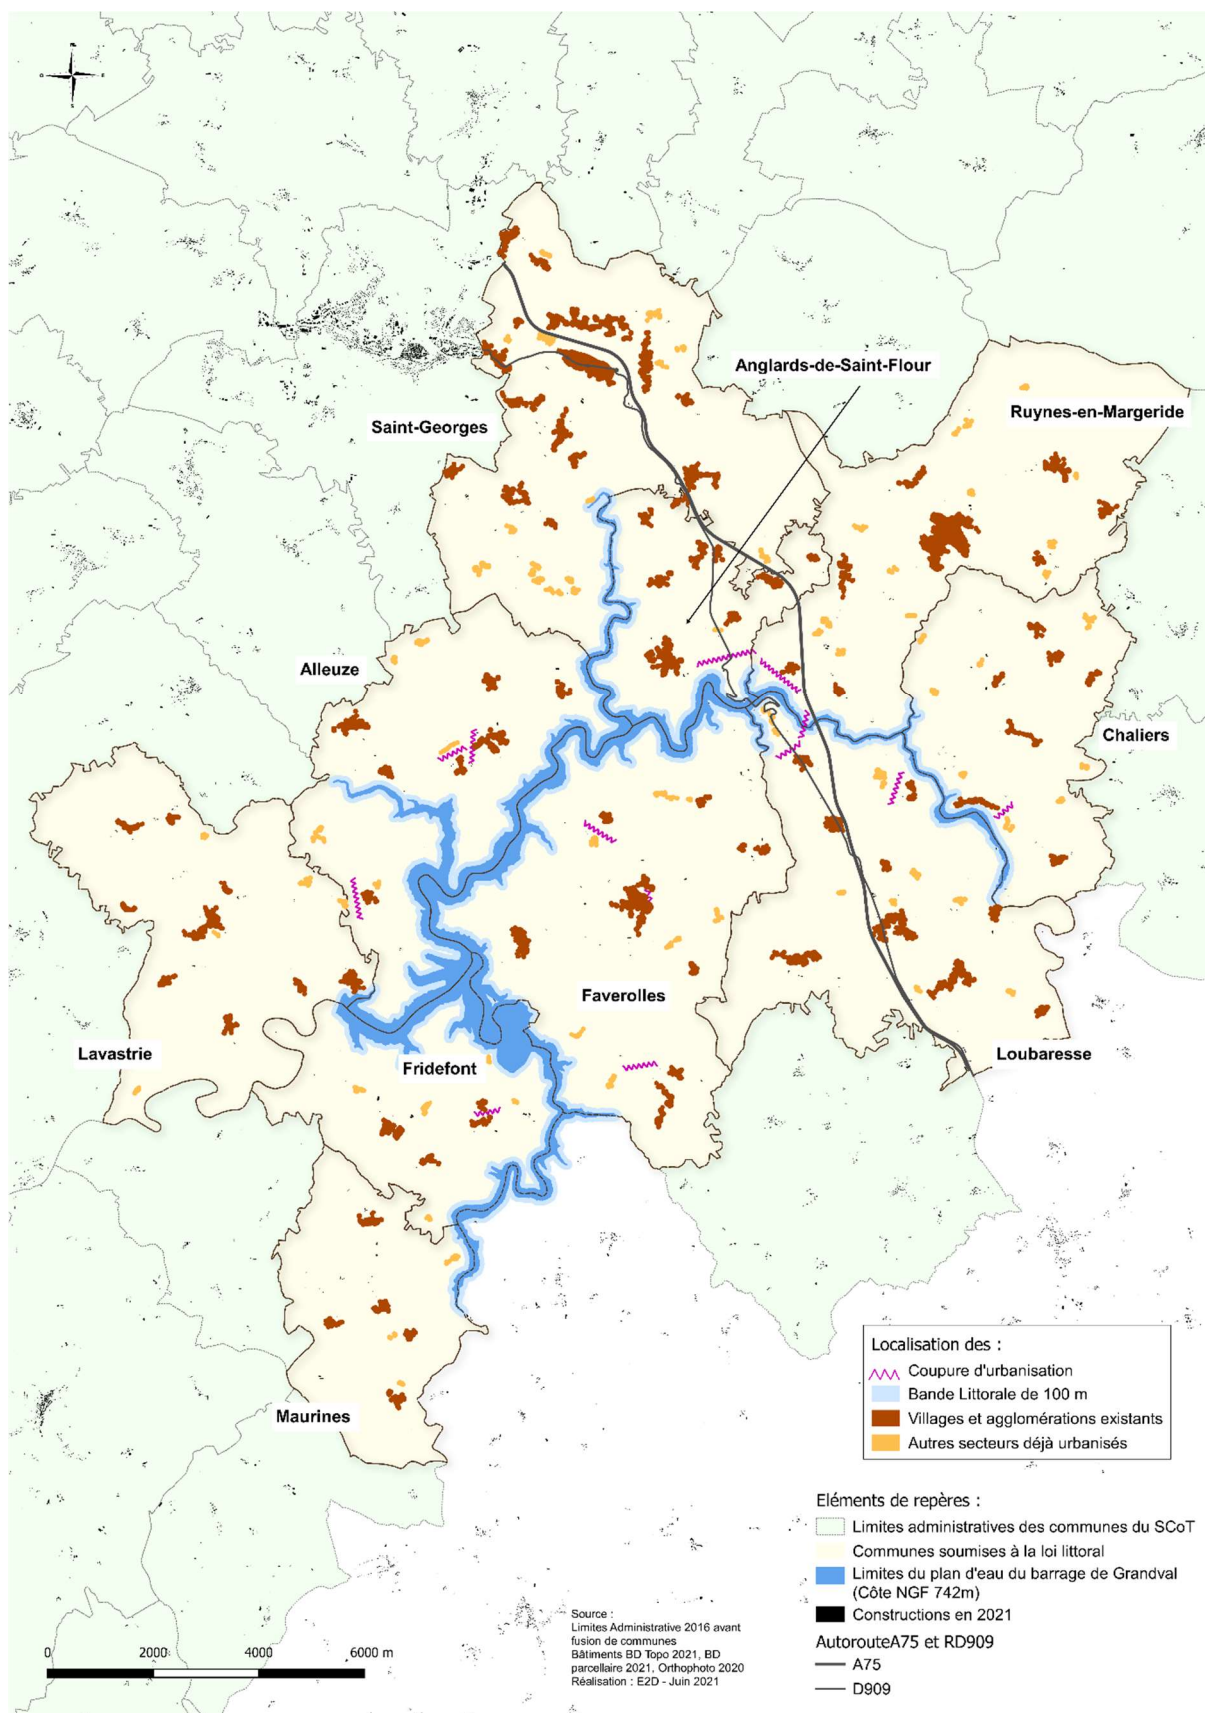 N
O
E
S
Anglards-de-Saint-Flour
Ruynes-en-Margeride
Saint-Georges
Alleuze
Chaliers
Faverolles
Lavastrie
Fridefont
Loubaresse
Maurines
Localisation des :
Coupure d'urbanisation
Bande Littorale de 100 m
Villages et agglomérations existants
Autres secteurs déjà urbanisés
Eléments de repères :
Limites administratives des communes du SCoT
Communes soumises à la loi littoral
Limites du plan d'eau du barrage de Grandval
(Côte NGF 742m)
Constructions en 2021
AutorouteA75 et RD909
A75
D909
Source :
Limites Administrative 2016 avant
fusion de communes
Bâtiments BD Topo 2021, BD
parcellaire 2021, Orthophoto 2020
Réalisation : E2D - Juin 2021
0 2000 4000 6000 m